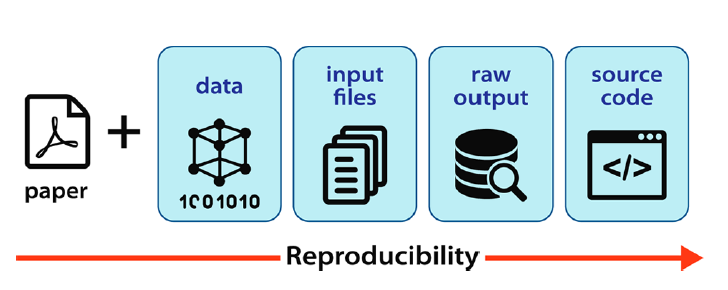 paper
+
data
1001010
input
files
raw
output
source
code
</>
Reproducibility